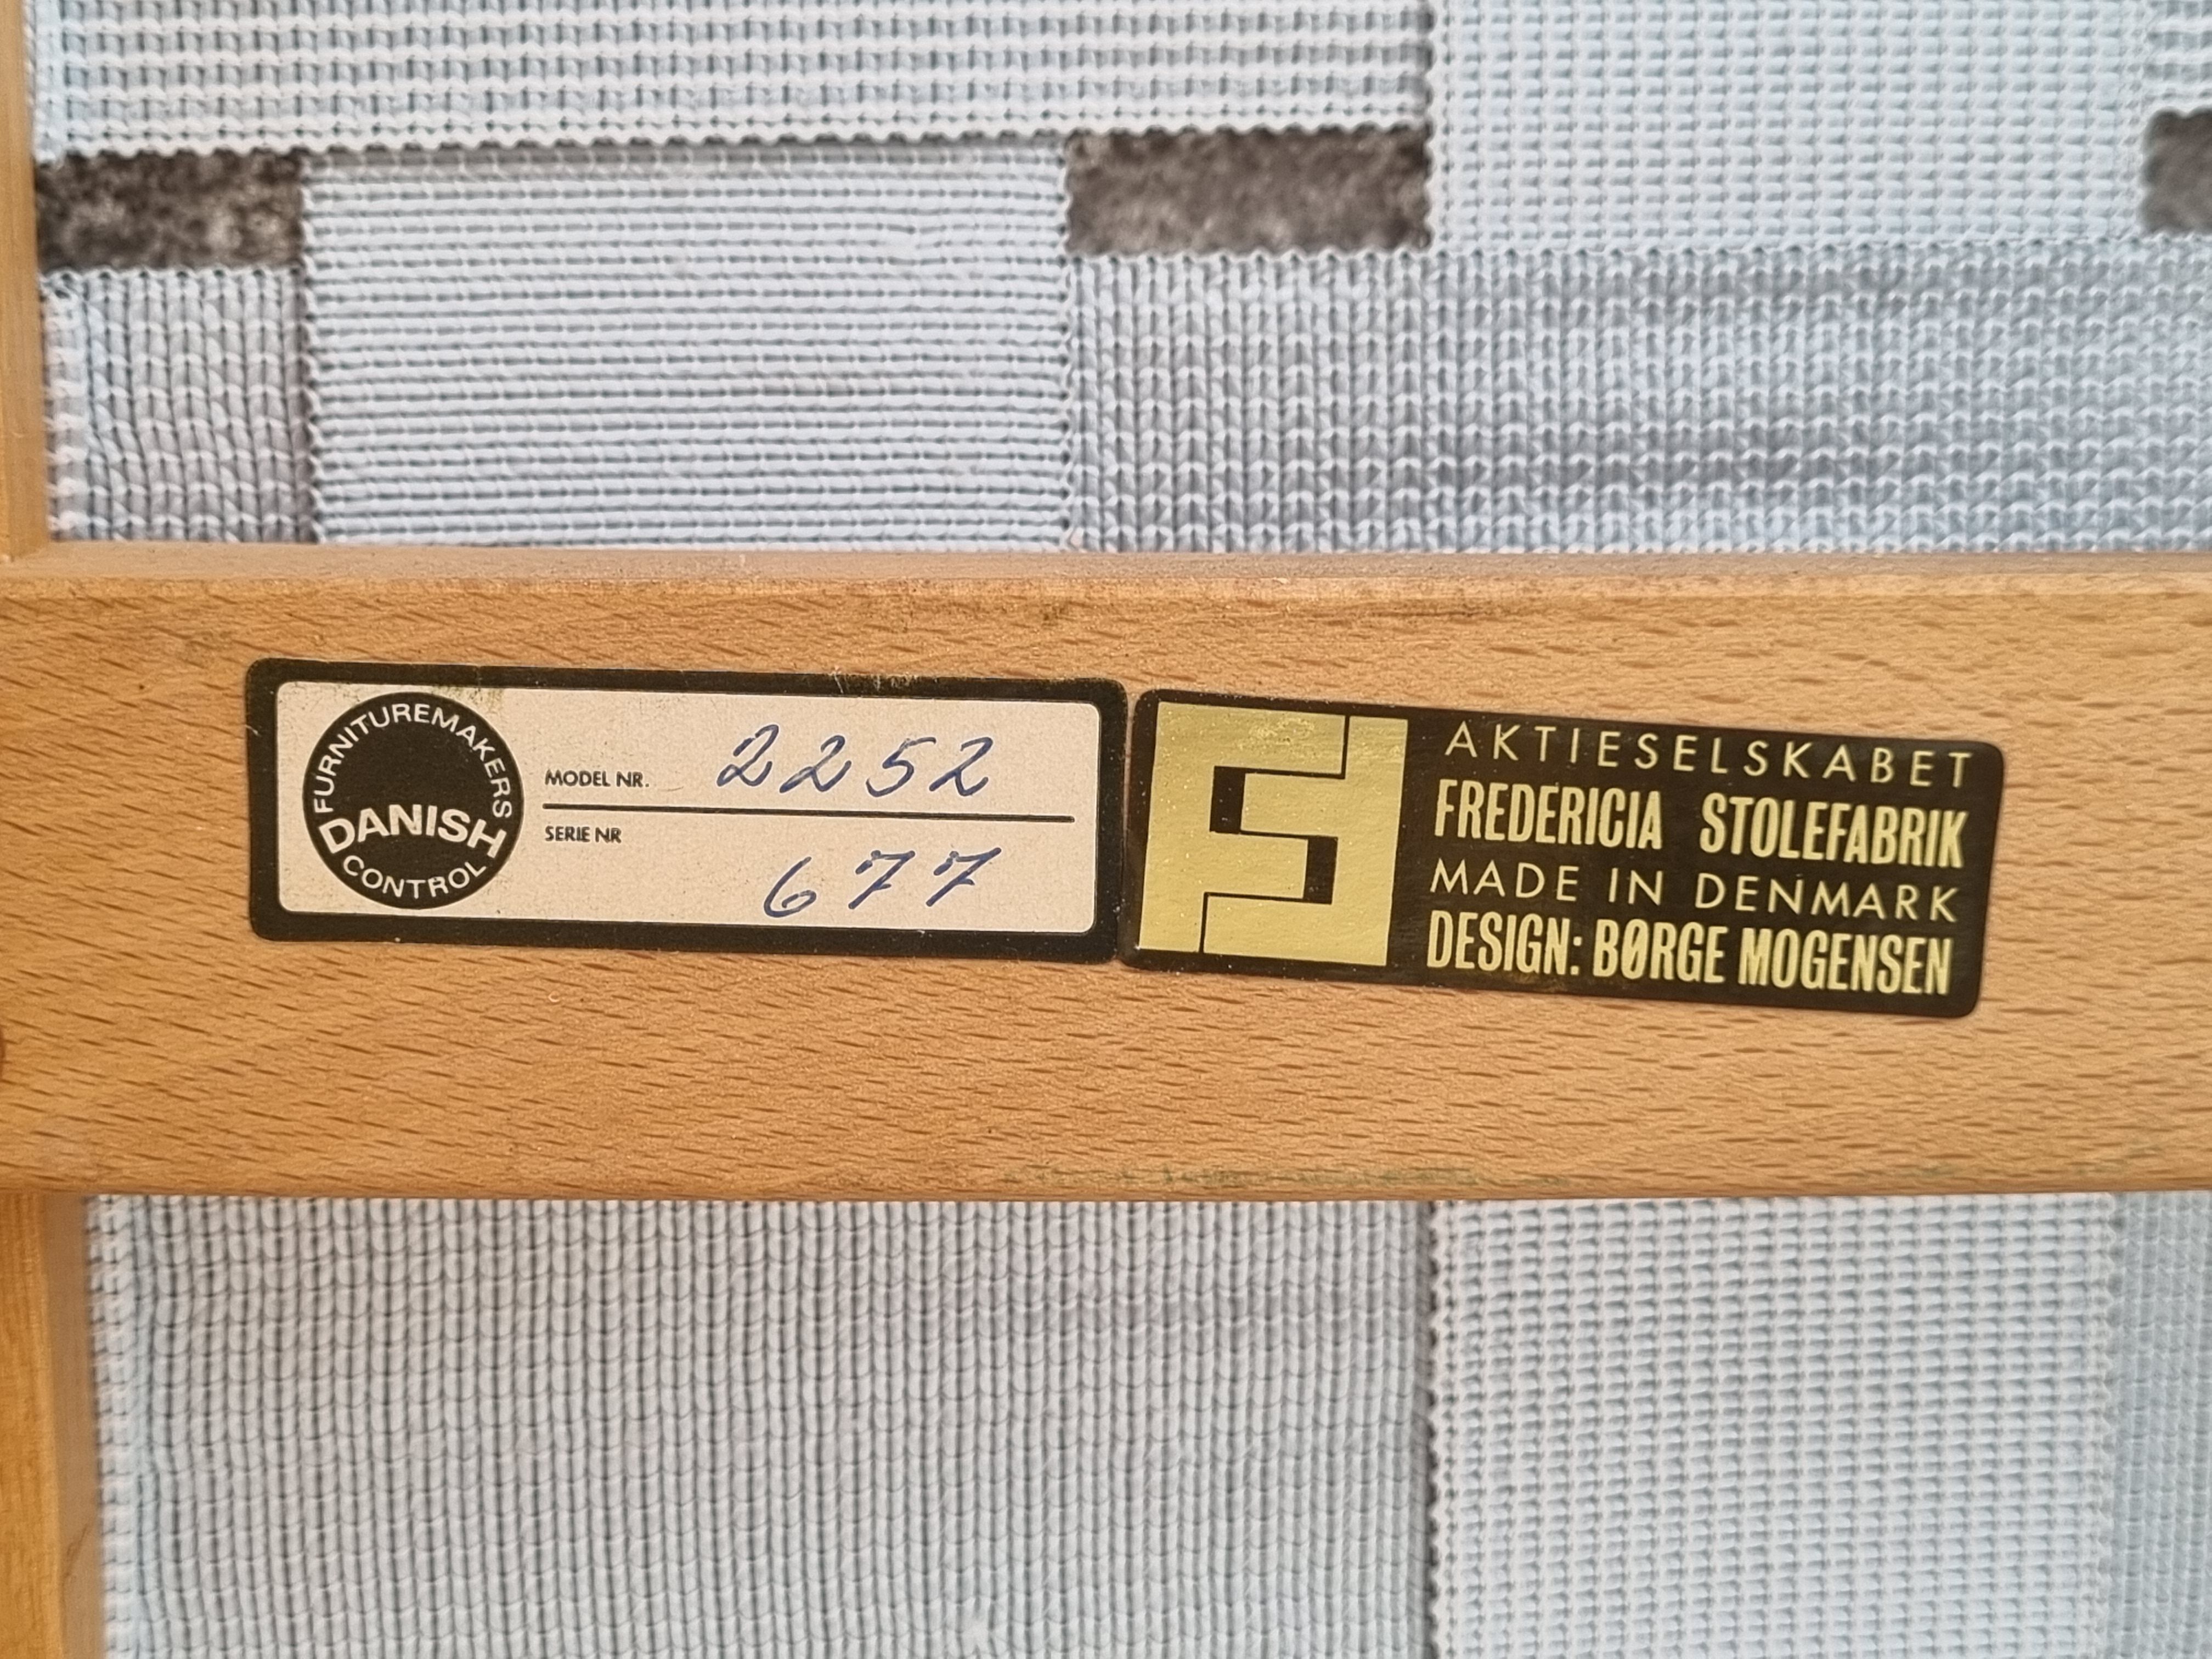 FURNITUREMAKERS
DANISH
CONTROL
MODEL NR. 2252
SERIE NR 677
AKTIESELSKABET
FREDERICIA STOLEFABRIK
MADE IN DENMARK
DESIGN: BØRGE MOGENSEN